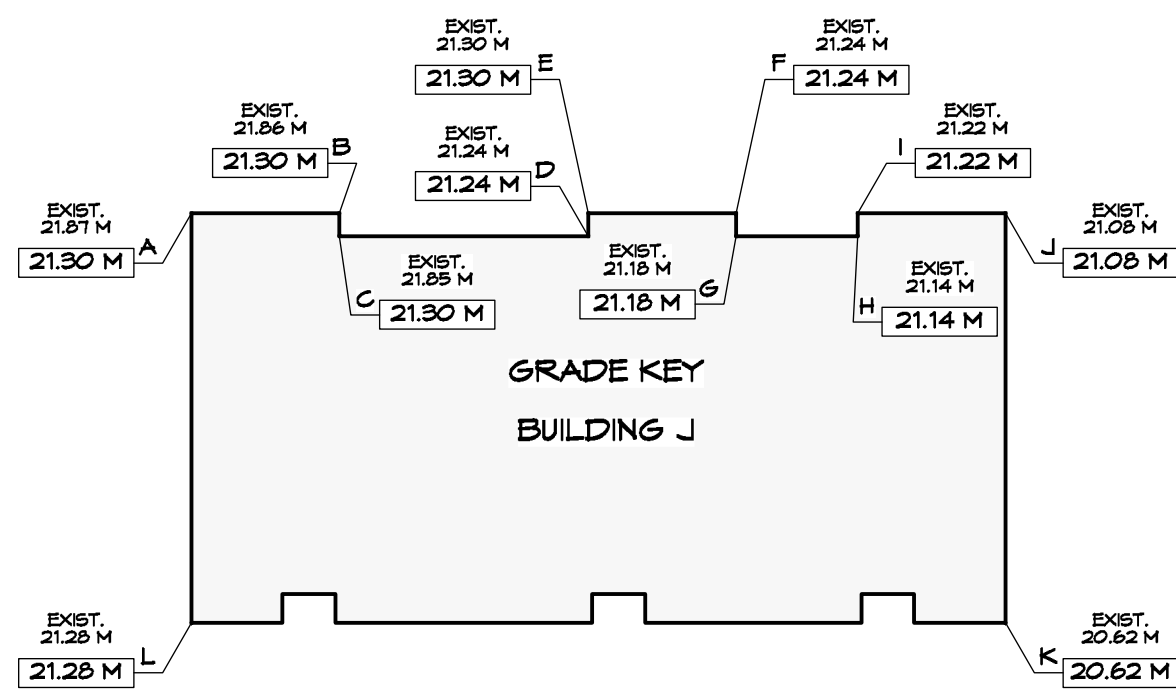 EXIST.
21.30 M
21.30 M
E
EXIST.
21.24 M
F
21.24 M
EXIST.
21.86 M
21.30 M
B
EXIST.
21.24 M
21.24 M
D
EXIST.
21.22 M
I
21.22 M
EXIST.
21.87 M
21.30 M
A
EXIST.
21.85 M
C
21.30 M
EXIST.
21.18 M
21.18 M
G
EXIST.
21.14 M
H
21.14 M
EXIST.
21.08 M
J
21.08 M
GRADE KEY
BUILDING J
EXIST.
21.28 M
21.28 M
L
EXIST.
20.62 M
K
20.62 M